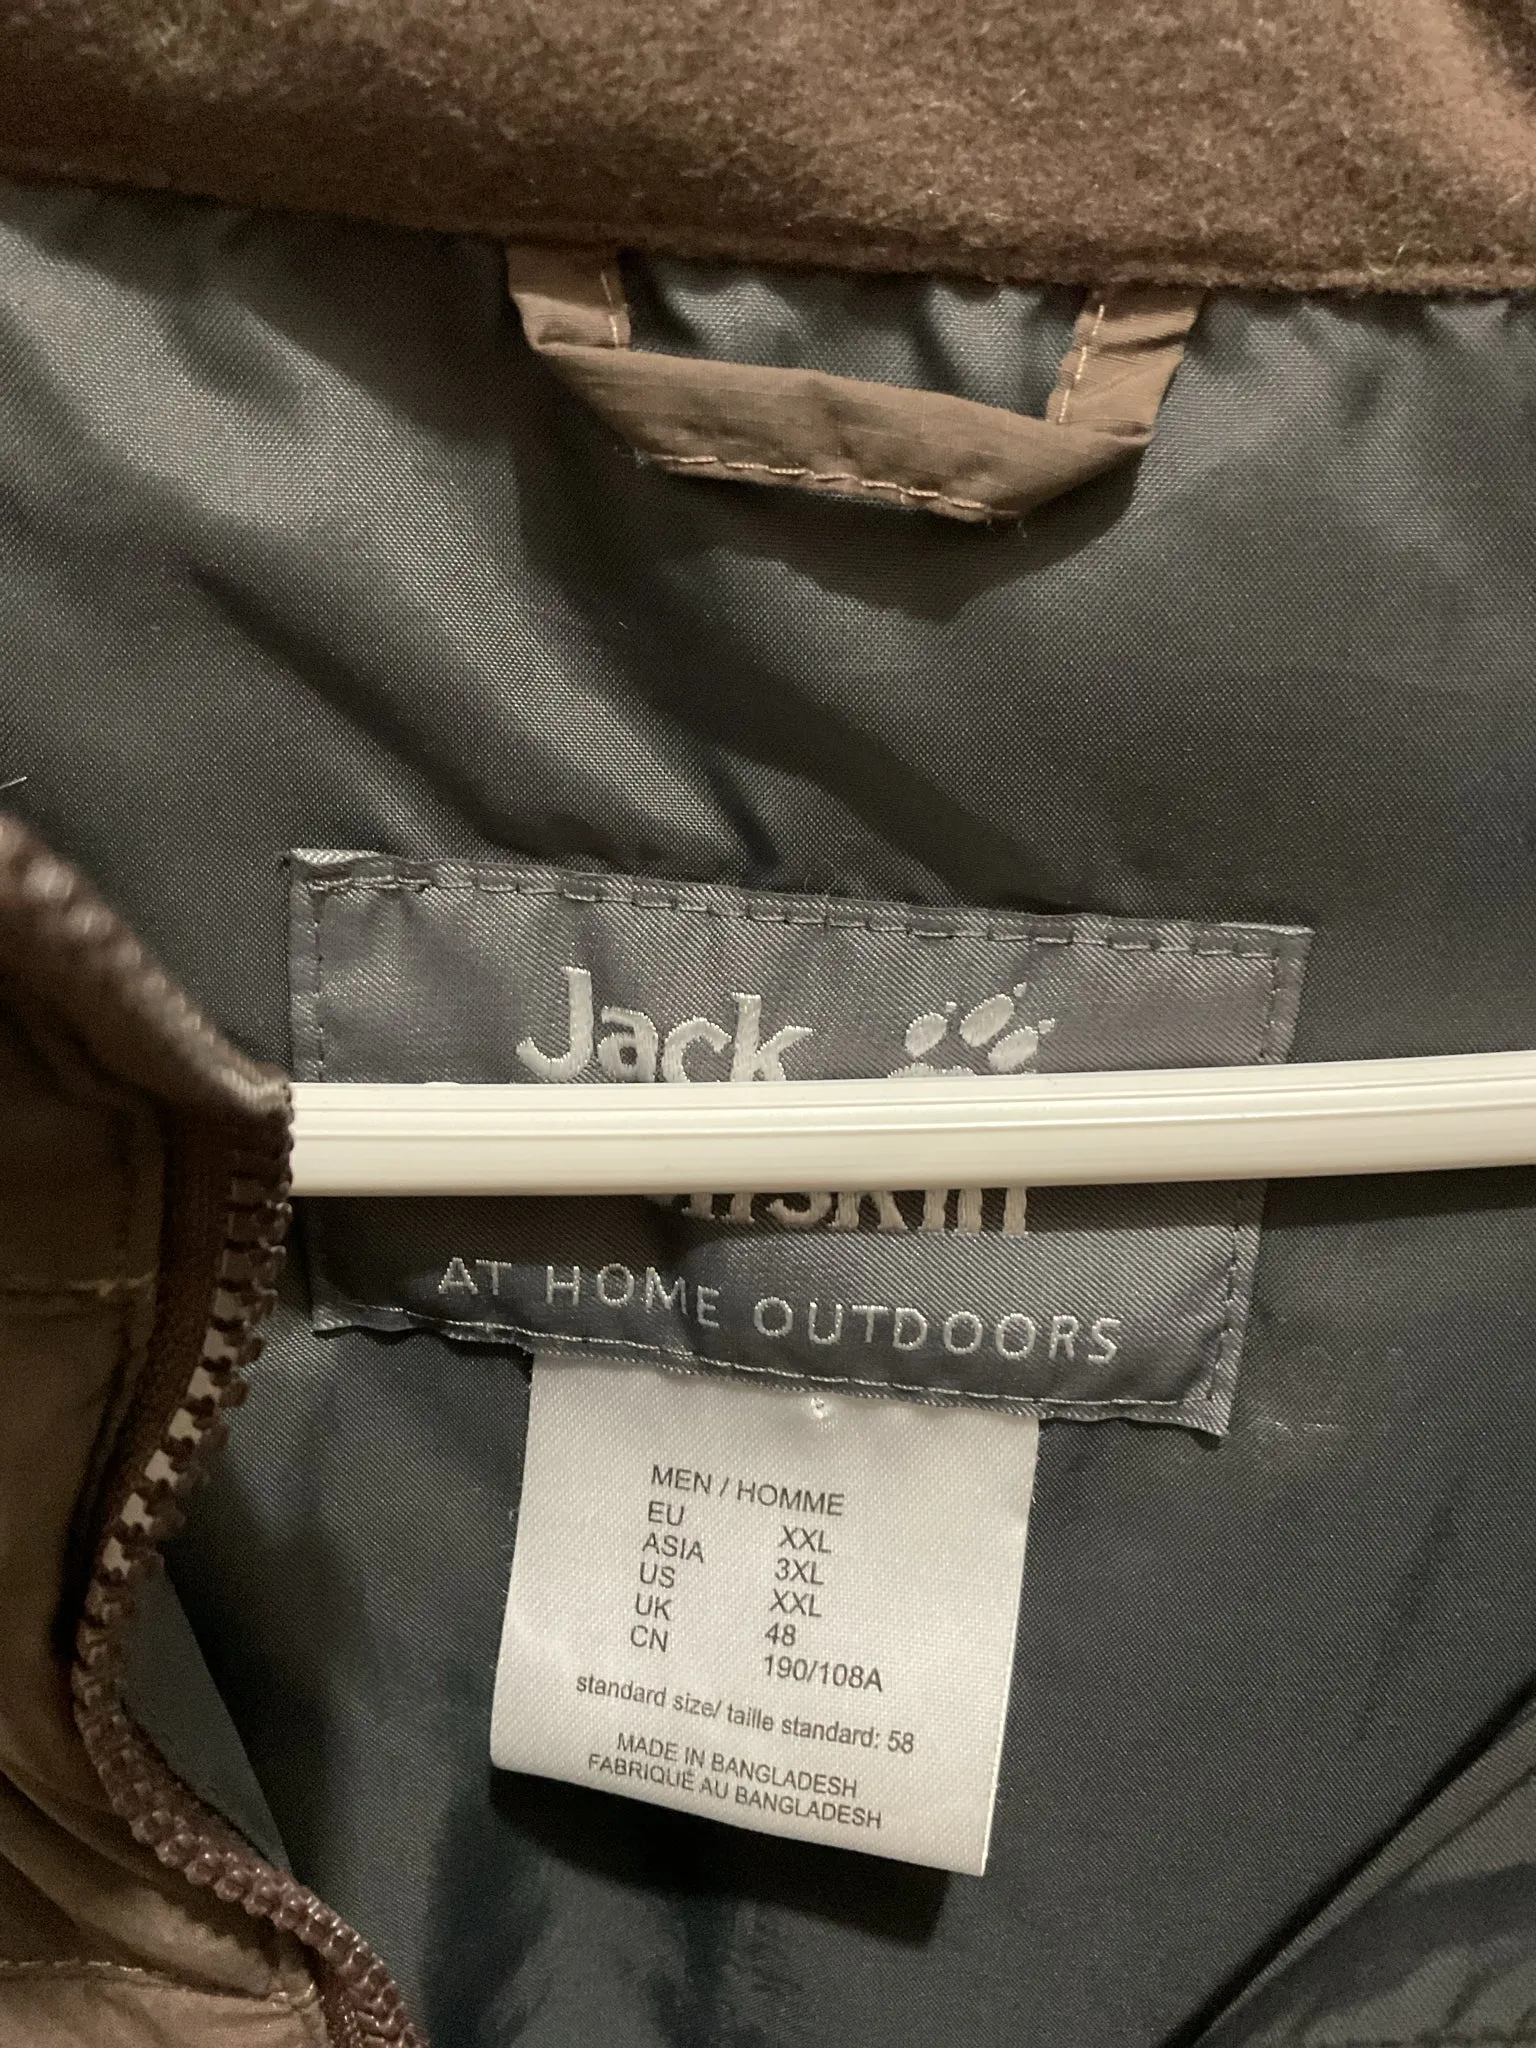 Jack
AT HOME OUTDOORS
MEN / HOMME
EU XXL
ASIA 3XL
US XXL
UK 48
CN 190/108A
standard size/ taille standard: 58
MADE IN BANGLADESH
FABRIQUÉ AU BANGLADESH